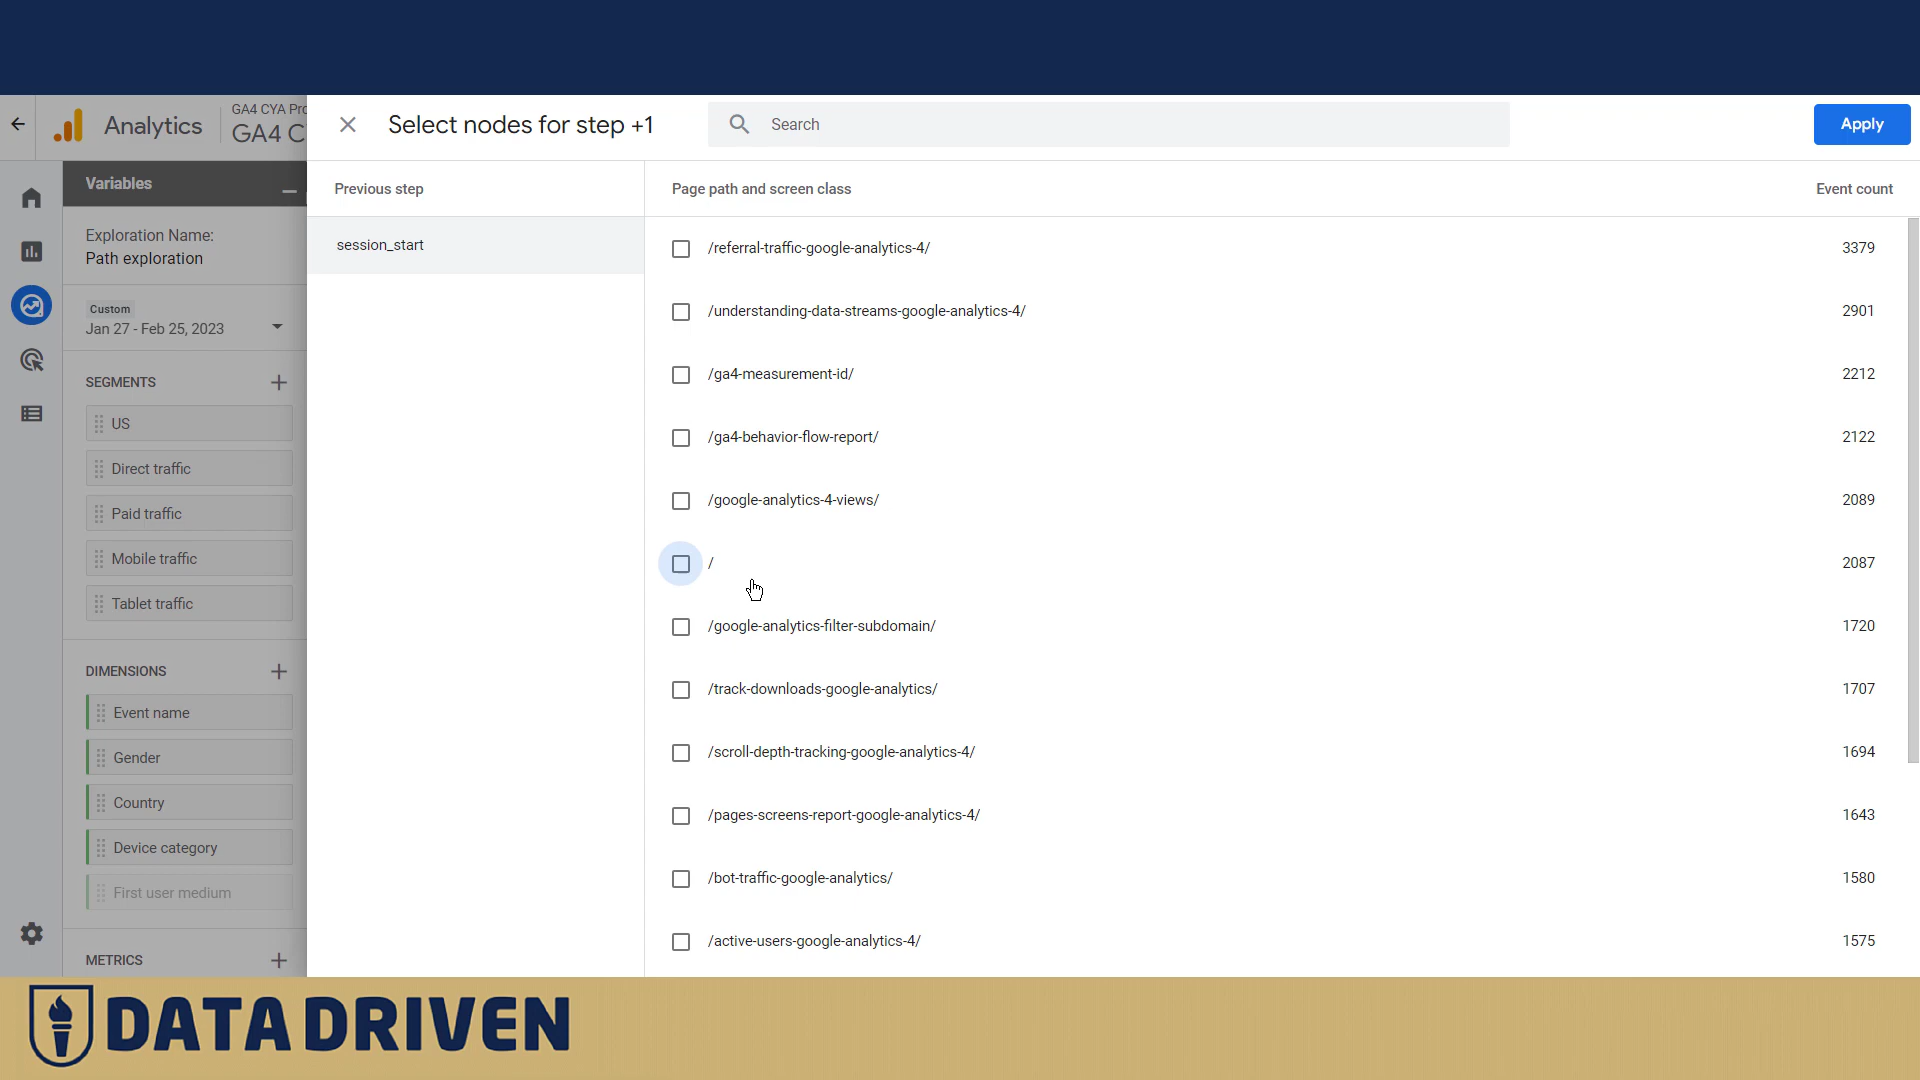 Analytics
GA4 CYA Pro
GA4 C
Select nodes for step +1
Search
Apply
Variables
Previous step
Page path and screen class
Event count
Exploration Name:
Path exploration
Custom
Jan 27 - Feb 25, 2023
SEGMENTS
US
Direct traffic
Paid traffic
Mobile traffic
Tablet traffic
DIMENSIONS
Event name
Gender
Country
Device category
First user medium
METRICS
session_start
/referral-traffic-google-analytics-4/ 3379
/understanding-data-streams-google-analytics-4/ 2901
/ga4-measurement-id/ 2212
/ga4-behavior-flow-report/ 2122
/google-analytics-4-views/ 2089
/ 2087
/google-analytics-filter-subdomain/ 1720
/track-downloads-google-analytics/ 1707
/scroll-depth-tracking-google-analytics-4/ 1694
/pages-screens-report-google-analytics-4/ 1643
/bot-traffic-google-analytics/ 1580
/active-users-google-analytics-4/ 1575
DATA DRIVEN